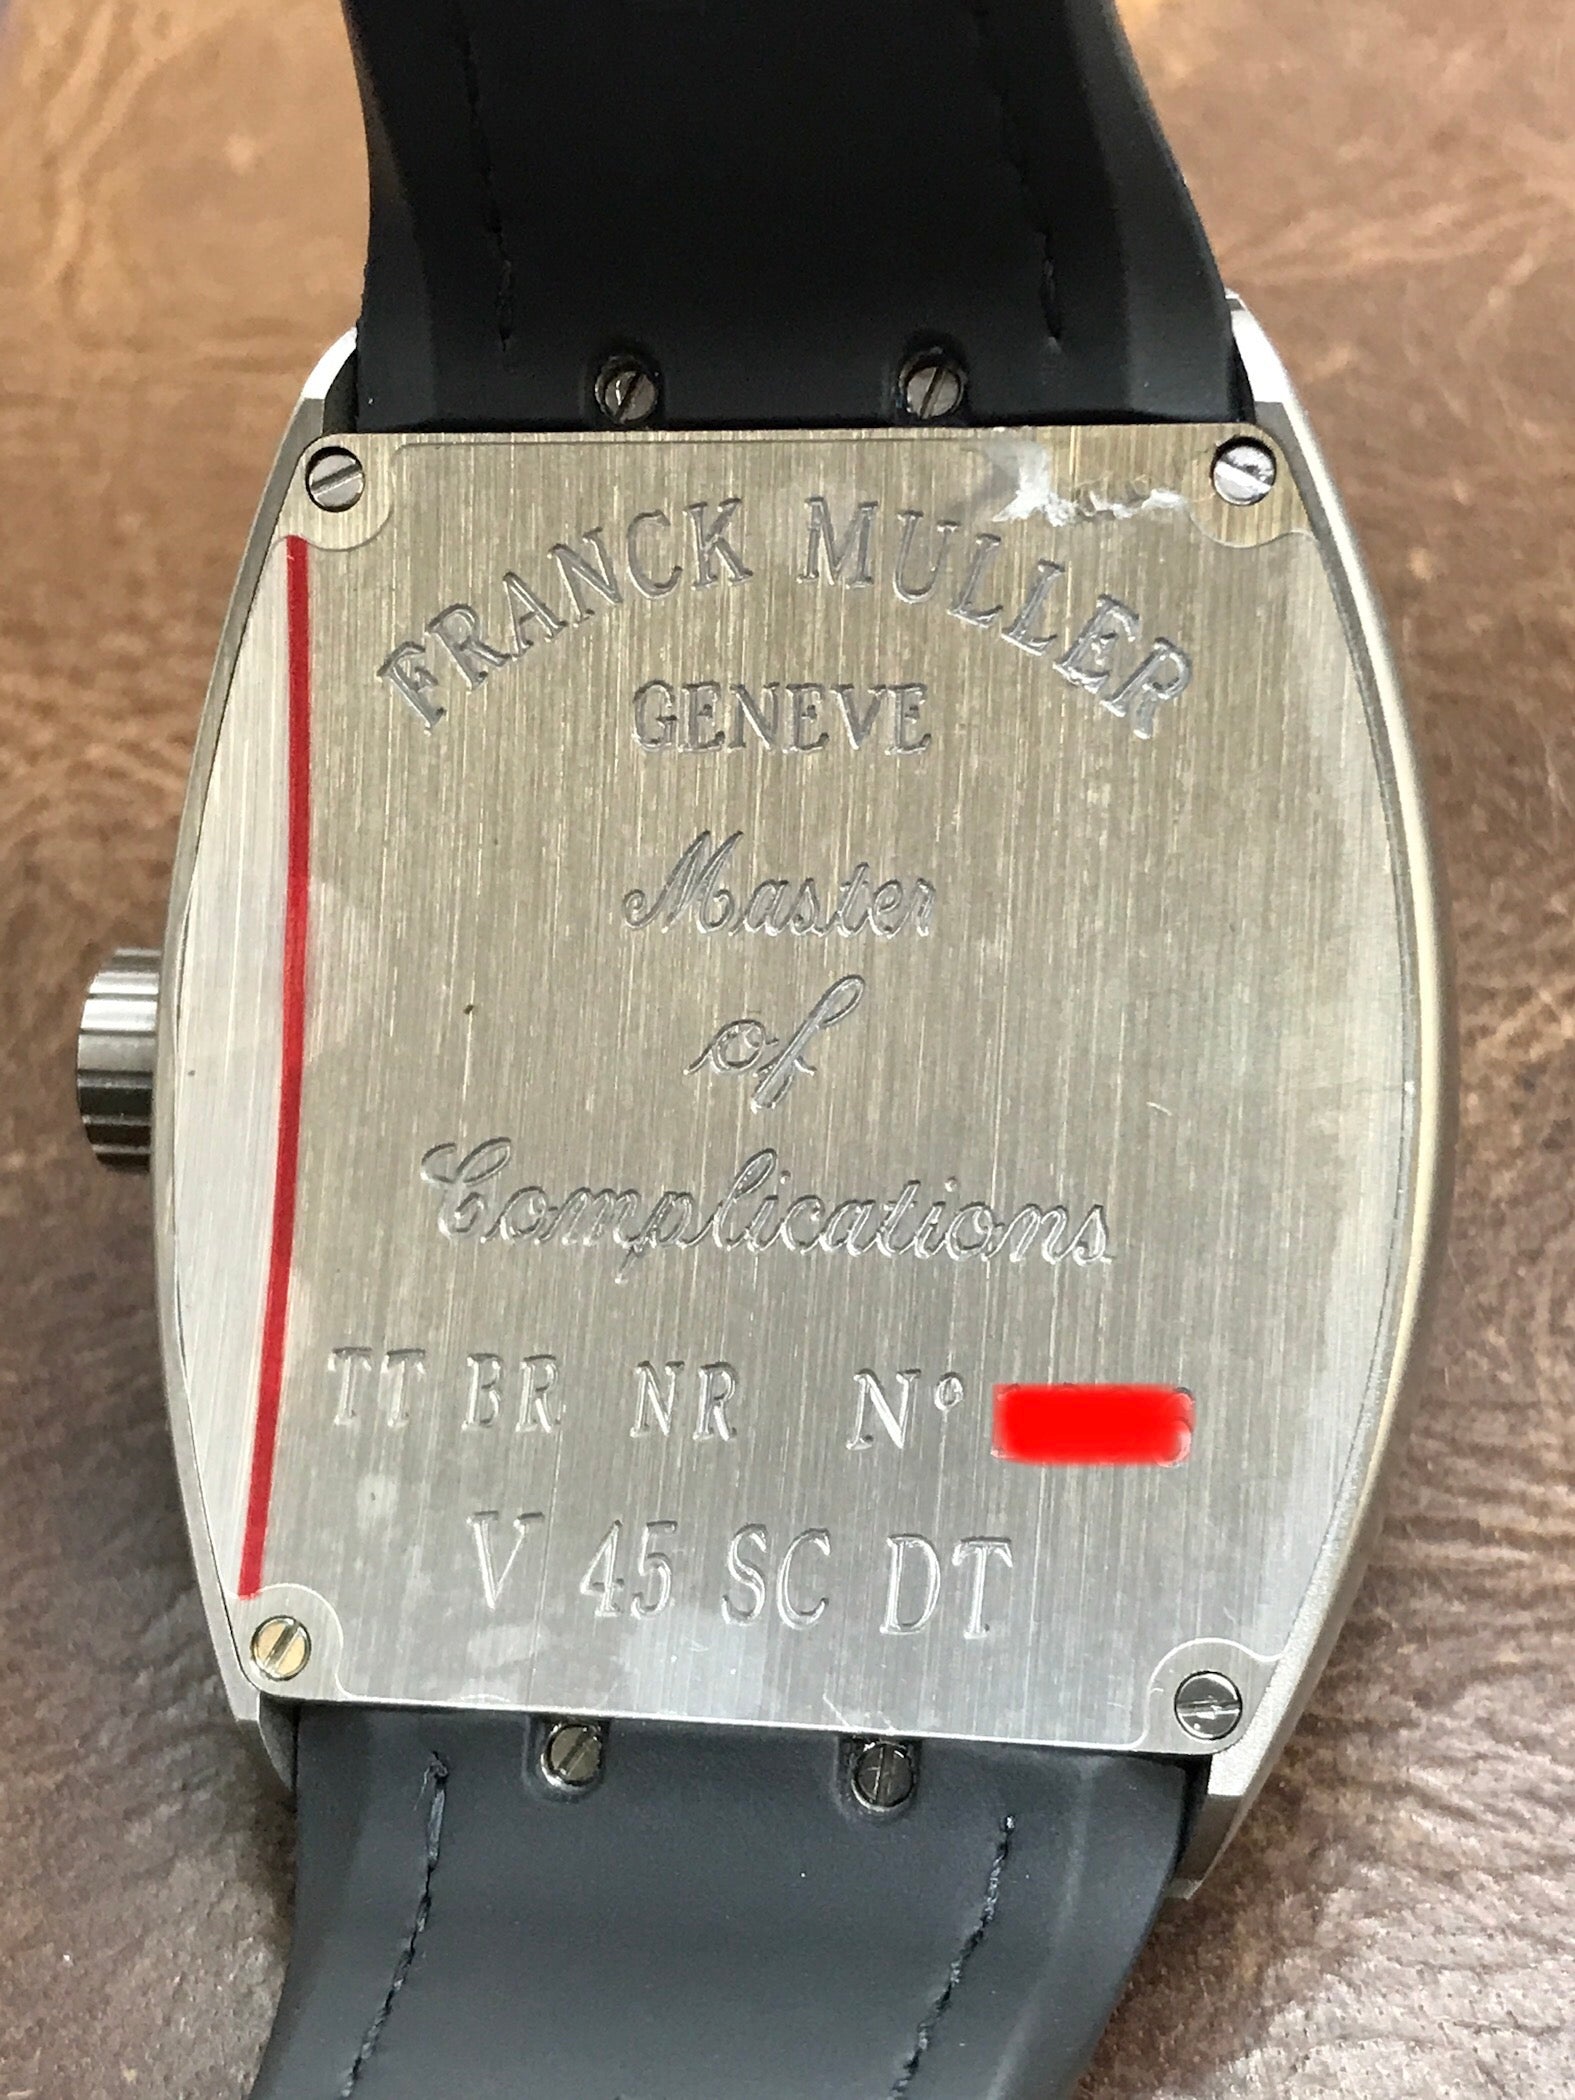 FRANCK MULLER
GENEVE
Master
of
Complications
TT BR NR N°
V 45 SC DT